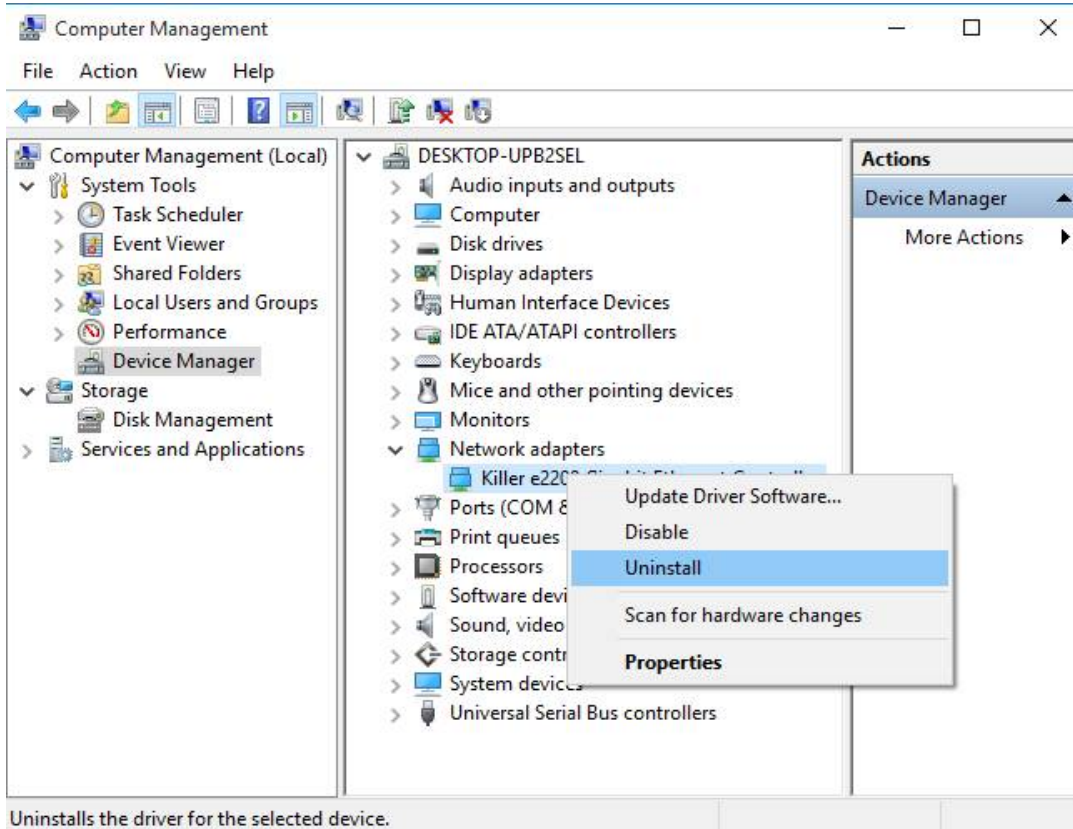 Computer Management
File Action View Help
Computer Management (Local)
System Tools
Task Scheduler
Event Viewer
Shared Folders
Local Users and Groups
Performance
Device Manager
Storage
Disk Management
Services and Applications
DESKTOP-UPB2SEL
Audio inputs and outputs
Computer
Disk drives
Display adapters
Human Interface Devices
IDE ATA/ATAPI controllers
Keyboards
Mice and other pointing devices
Monitors
Network adapters
Killer
Ports (COM &
Print queues
Processors
Software devi
Sound, video
Storage contr
System devices
Universal Serial Bus controllers
Update Driver Software...
Disable
Uninstall
Scan for hardware changes
Properties
Actions
Device Manager
More Actions
Uninstalls the driver for the selected device.